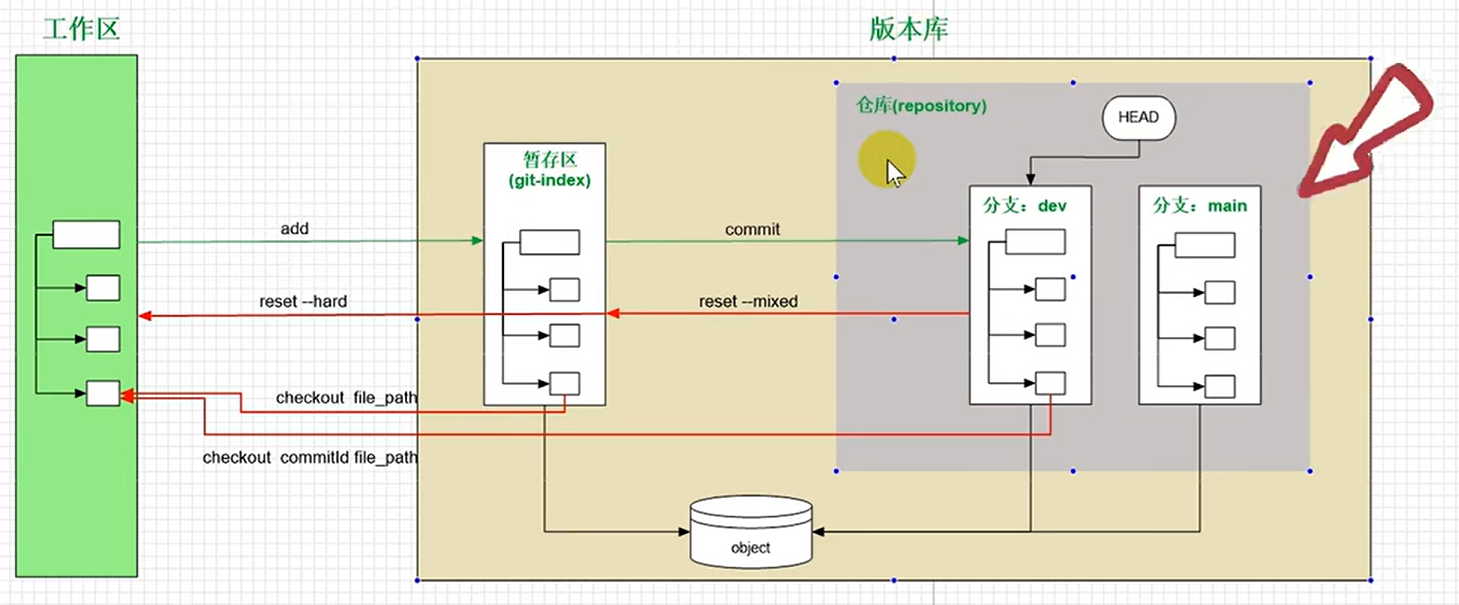 工作区
版本库
仓库(repository)
HEAD
暂存区
(git-index)
分支：dev
分支：main
add
commit
reset --hard
reset --mixed
checkout file_path
checkout commitId file_path
object